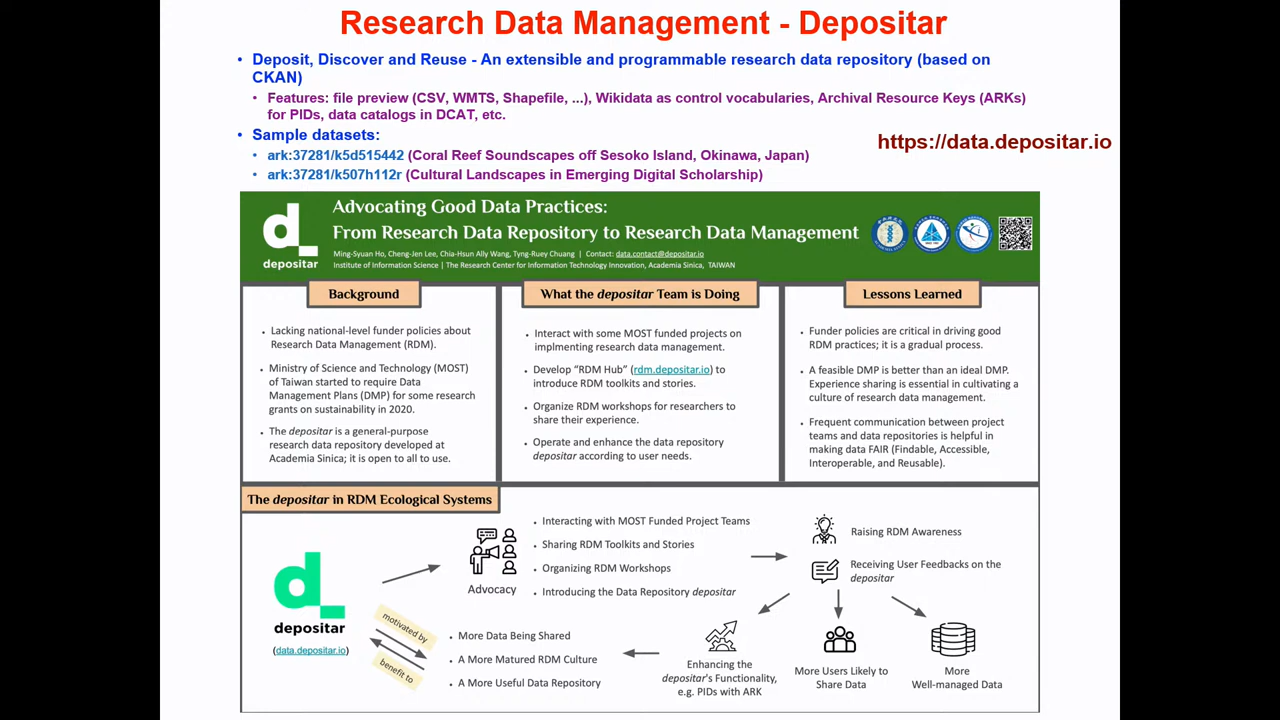 Research Data Management - Depositar
• Deposit, Discover and Reuse - An extensible and programmable research data repository (based on
CKAN)
• Features: file preview (CSV, WMTS, Shapefile, ...), Wikidata as control vocabularies, Archival Resource Keys (ARKs)
for PIDs, data catalogs in DCAT, etc.
• Sample datasets:
https://data.depositar.io
• ark:37281/k5d515442 (Coral Reef Soundscapes off Sesoko Island, Okinawa, Japan)
• ark:37281/k507h112r (Cultural Landscapes in Emerging Digital Scholarship)
depositar
Advocating Good Data Practices:
From Research Data Repository to Research Data Management
Ming-Syuan Ho, Cheng-Jen Lee, Chia-Hsun Ally Wang, Tyng-Ruey Chuang | Contact: data.contact@depositar.io
Institute of Information Science | The Research Center for Information Technology Innovation, Academia Sinica, TAIWAN
Background
• Lacking national-level funder policies about
Research Data Management (RDM).
• Ministry of Science and Technology (MOST)
of Taiwan started to require Data
Management Plans (DMP) for some research
grants on sustainability in 2020.
• The depositar is a general-purpose
research data repository developed at
Academia Sinica; it is open to all to use.
What the depositar Team is Doing
• Interact with some MOST funded projects on
implmenting research data management.
• Develop “RDM Hub” (rdm.depositar.io) to
introduce RDM toolkits and stories.
• Organize RDM workshops for researchers to
share their experience.
• Operate and enhance the data repository
depositar according to user needs.
Lessons Learned
• Funder policies are critical in driving good
RDM practices; it is a gradual process.
• A feasible DMP is better than an ideal DMP.
Experience sharing is essential in cultivating a
culture of research data management.
• Frequent communication between project
teams and data repositories is helpful in
making data FAIR (Findable, Accessible,
Interoperable, and Reusable).
The depositar in RDM Ecological Systems
depositar
(data.depositar.io)
Advocacy
• Interacting with MOST Funded Project Teams
• Sharing RDM Toolkits and Stories
• Organizing RDM Workshops
• Introducing the Data Repository depositar
Raising RDM Awareness
Receiving User Feedbacks on the
depositar
motivated by
benefit to
• More Data Being Shared
• A More Matured RDM Culture
• A More Useful Data Repository
Enhancing the
depositar's Functionality,
e.g. PIDs with ARK
More Users Likely to
Share Data
More
Well-managed Data